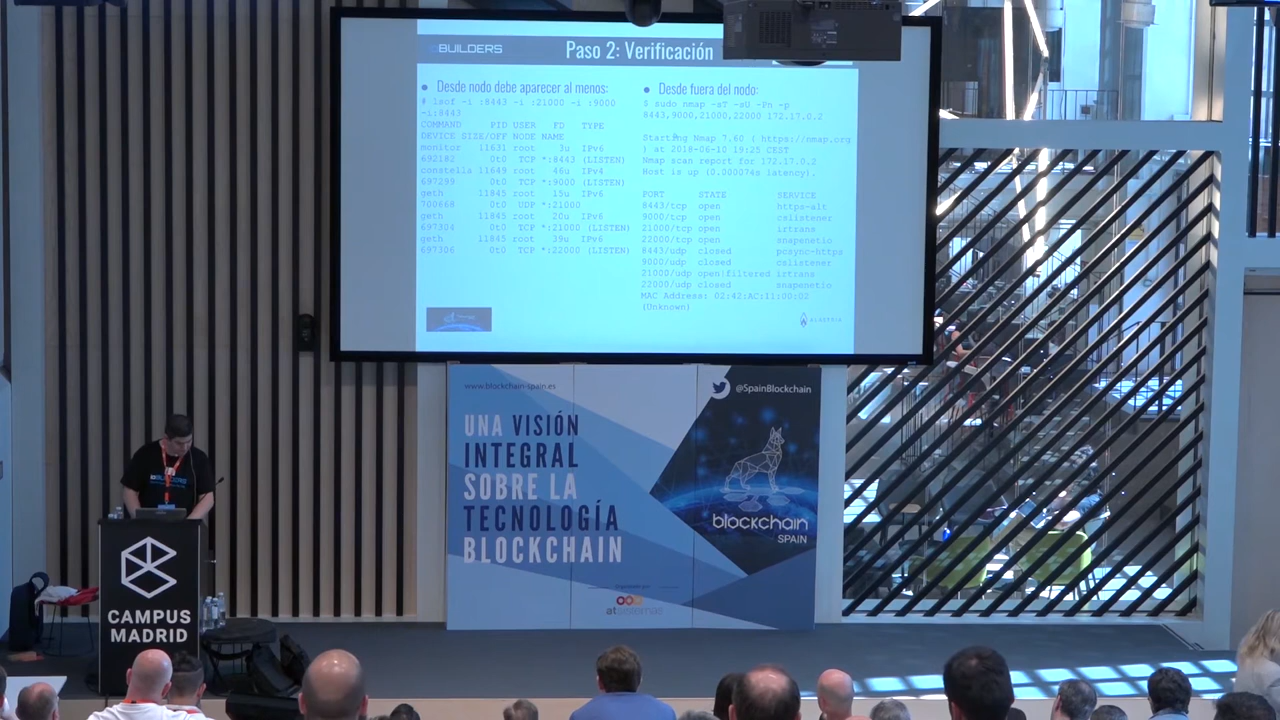 BUILDERS
Paso 2: Verificación
● Desde nodo debe aparecer al menos:
# lsof -i :8443 -i :21000 -i :9000
-i:8443
COMMAND PID USER FD TYPE
DEVICE SIZE/OFF NODE NAME
monitor 11631 root 3u IPv6
692182 0t0 TCP *:8443 (LISTEN)
constella 11649 root 46u IPv4
697299 0t0 TCP *:9000 (LISTEN)
geth 11845 root 15u IPv6
700668 0t0 UDP *:21000
geth 11845 root 20u IPv6
697304 0t0 TCP *:21000 (LISTEN)
geth 11845 root 39u IPv6
697306 0t0 TCP *:22000 (LISTEN)
● Desde fuera del nodo:
$ sudo nmap -sT -sU -Pn -p
8443,9000,21000,22000 172.17.0.2
Starting Nmap 7.60 ( https://nmap.org
) at 2018-06-10 19:25 CEST
Nmap scan report for 172.17.0.2
Host is up (0.000074s latency).
PORT STATE SERVICE
8443/tcp open https-alt
9000/tcp open cslistener
21000/tcp open irtrans
22000/tcp open snapenetio
8443/udp closed pcsync-https
9000/udp closed cslistener
21000/udp open|filtered irtrans
22000/udp closed snapenetio
MAC Address: 02:42:AC:11:00:02
(Unknown)
ALASTRIA
www.blockchain-spain.es
@SpainBlockchain
UNA VISIÓN
INTEGRAL
SOBRE LA
TECNOLOGÍA
BLOCKCHAIN
blockchain
SPAIN
atsistemas
CAMPUS
MADRID